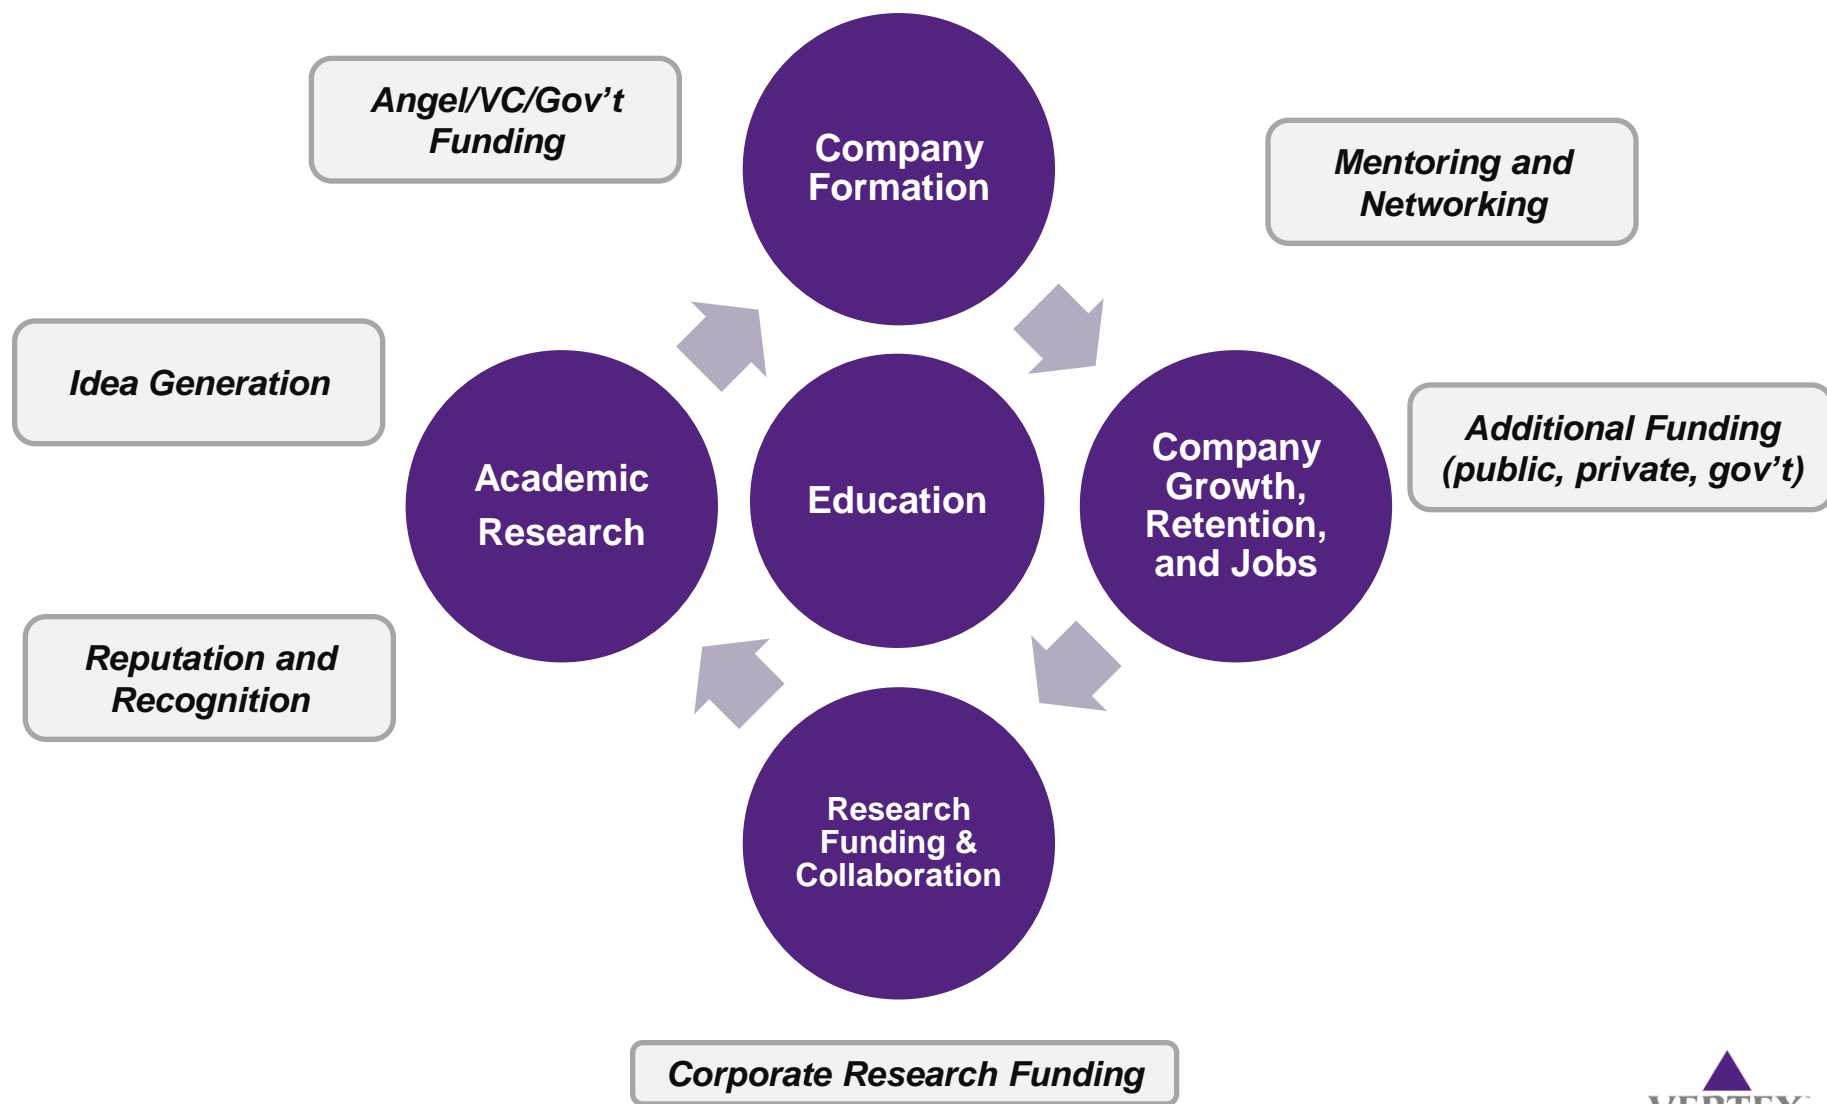 Angel/VC/Gov’t
Funding
Company
Formation
Mentoring and
Networking
Idea Generation
Academic
Research
Education
Company
Growth,
Retention,
and Jobs
Additional Funding
(public, private, gov’t)
Reputation and
Recognition
Research
Funding &
Collaboration
Corporate Research Funding
VERTEX